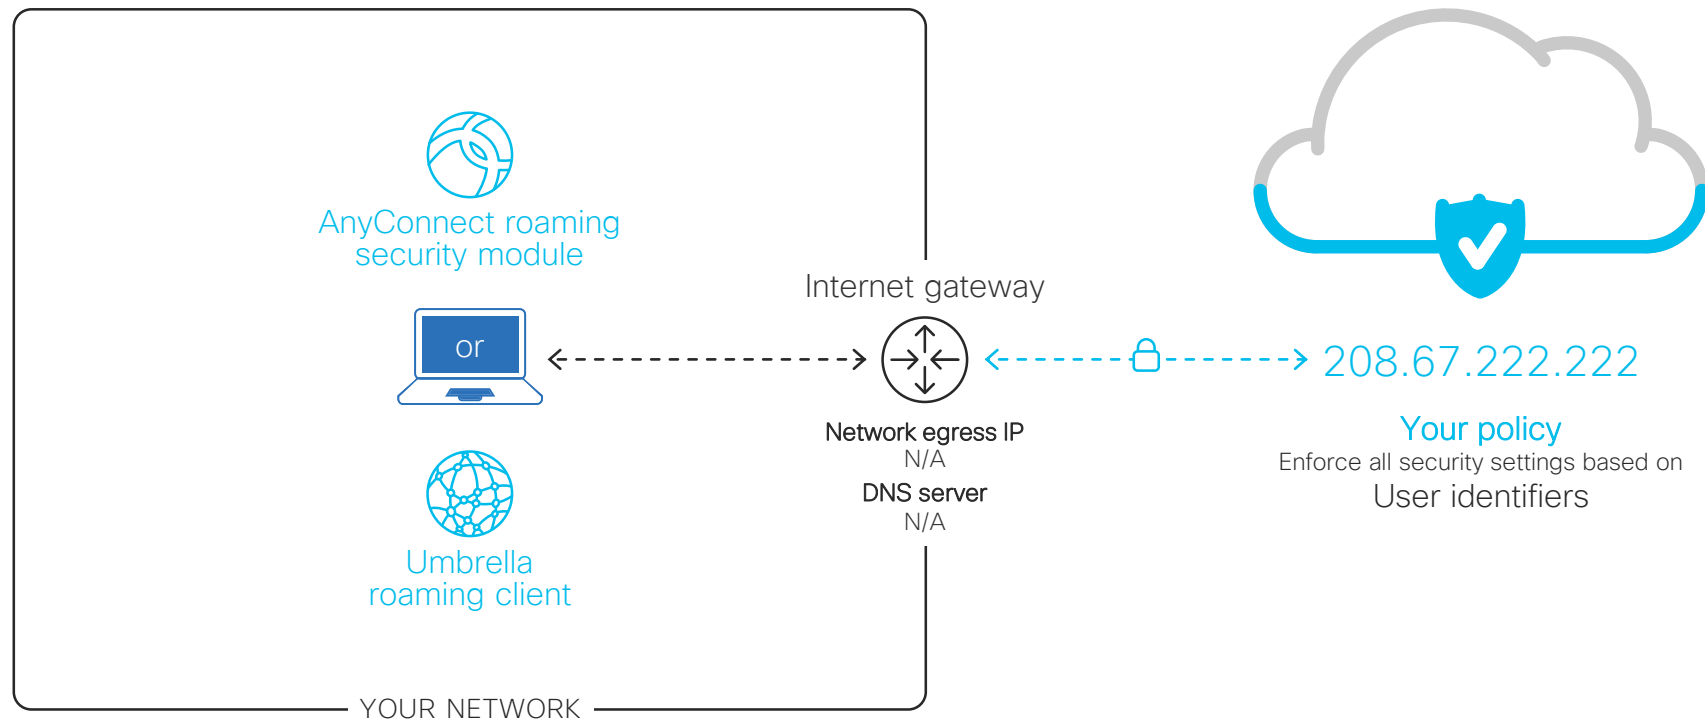 AnyConnect roaming
security module
or
Umbrella
roaming client
YOUR NETWORK
Internet gateway
Network egress IP
N/A
DNS server
N/A
208.67.222.222
Your policy
Enforce all security settings based on
User identifiers